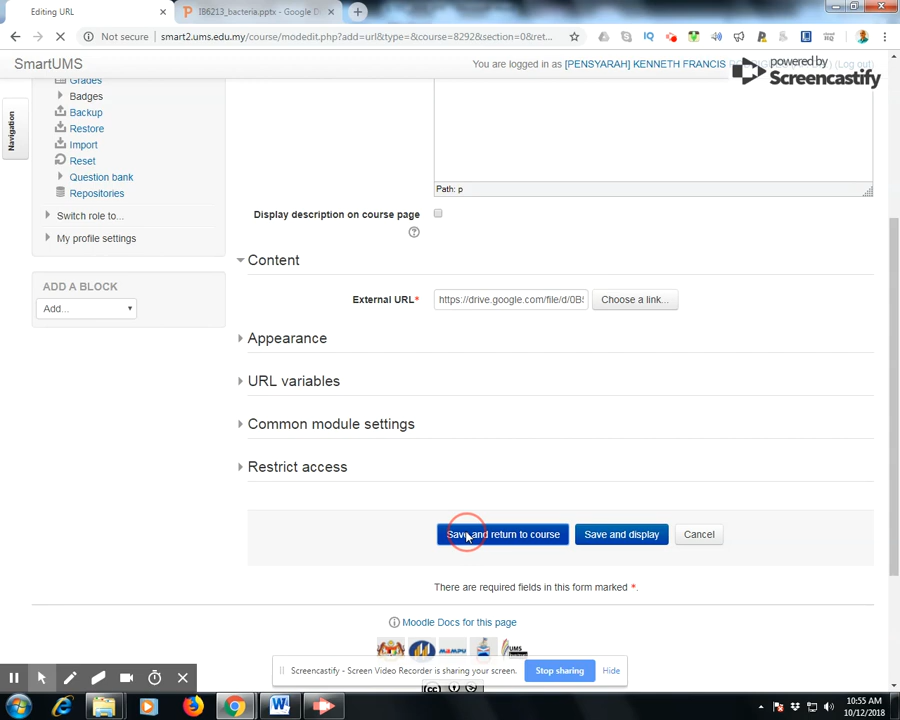 Editing URL
I86213_bacteria.pptx - Google D
Not secure
smart2.ums.edu.my/course/modedit.php?add=url&type=&course=8292&section=0&ret...
SmartUMS
You are logged in as [PENSYARAH] KENNETH FRANCIS
(Log out)
powered by
Screencastify
Navigation
Grades
Badges
Backup
Restore
Import
Reset
Question bank
Repositories
Switch role to...
My profile settings
ADD A BLOCK
Add...
Path: p
Display description on course page
Content
External URL*
https://drive.google.com/file/d/0B
Choose a link...
Appearance
URL variables
Common module settings
Restrict access
Save and return to course
Save and display
Cancel
There are required fields in this form marked *.
Moodle Docs for this page
MAMPU
UMS
Screencastify - Screen Video Recorder is sharing your screen.
Stop sharing
Hide
10:55 AM
10/12/2018